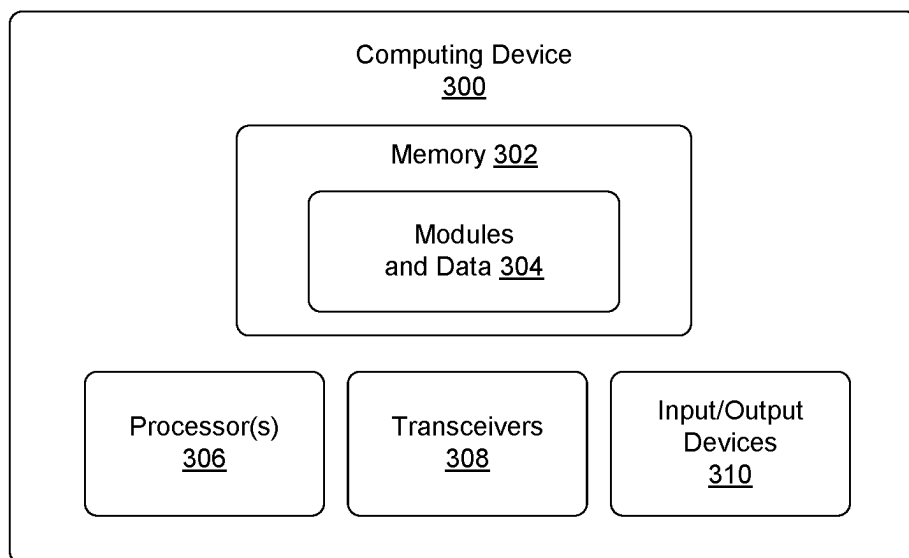 Computing Device
300
Memory 302
Modules
and Data 304
Processor(s)
306
Transceivers
308
Input/Output
Devices
310